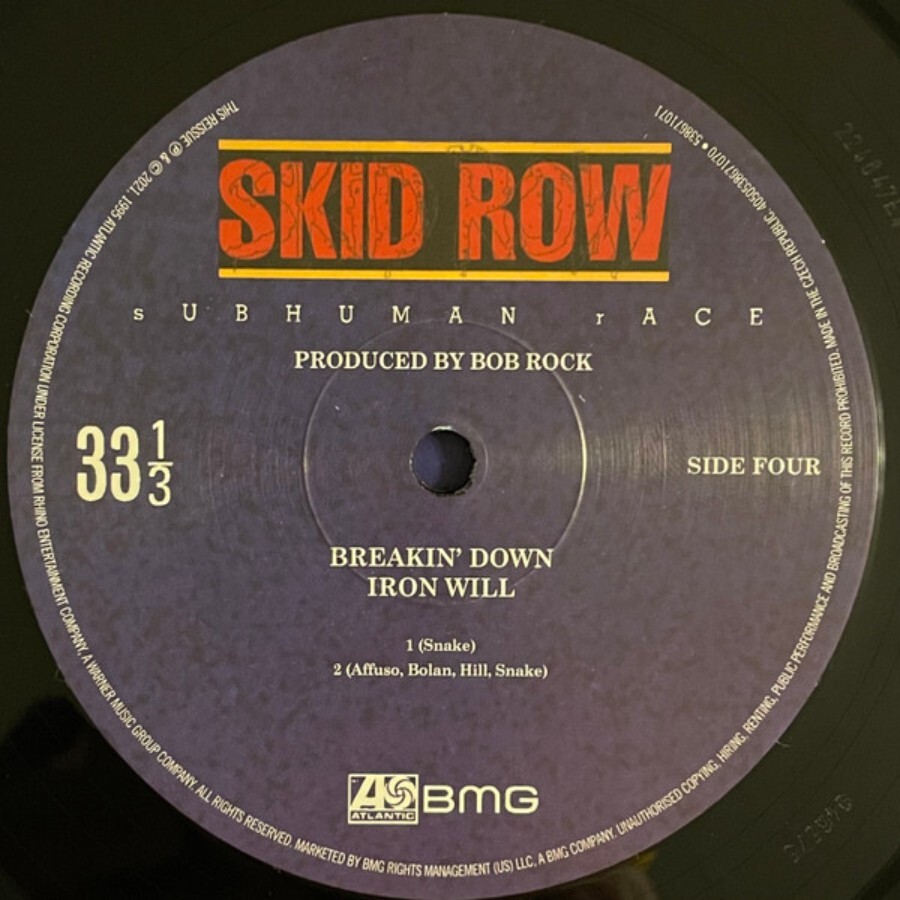 SKID ROW
sUBHUMAN rACE
PRODUCED BY BOB ROCK
33 1/3
SIDE FOUR
BREAKIN' DOWN
IRON WILL
1 (Snake)
2 (Affuso, Bolan, Hill, Snake)
ATLANTIC BMG
THIS REISSUE ℗ & © 2021, 1995 ATLANTIC RECORDING CORPORATION UNDER LICENSE FROM RHINO ENTERTAINMENT COMPANY, A WARNER MUSIC GROUP COMPANY. ALL RIGHTS RESERVED. MARKETED BY BMG RIGHTS MANAGEMENT (US) LLC, A BMG COMPANY. UNAUTHORISED COPYING, HIRING, RENTING, PUBLIC PERFORMANCE AND BROADCASTING OF THIS RECORD PROHIBITED. MADE IN THE CZECH REPUBLIC. 4050538671070 • 538671071